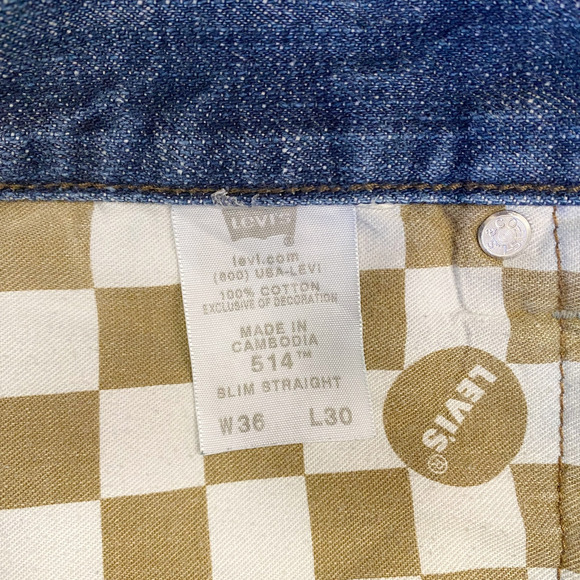 Levi's
®
levi.com
(800) USA-LEVI
100% COTTON
EXCLUSIVE OF DECORATION
MADE IN
CAMBODIA
514™
SLIM STRAIGHT
W36 L30
LEVI'S
®